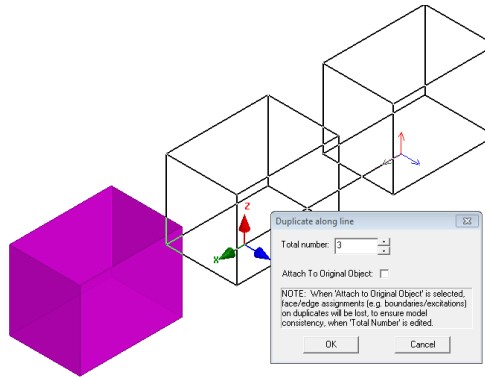 Z
X
Duplicate along line
Total number: 3
Attach To Original Object:
NOTE: When 'Attach to Original Object' is selected,
face/edge assignments (e.g. boundaries/excitations)
on duplicates will be lost, to ensure model
consistency, when 'Total Number' is edited.
OK Cancel